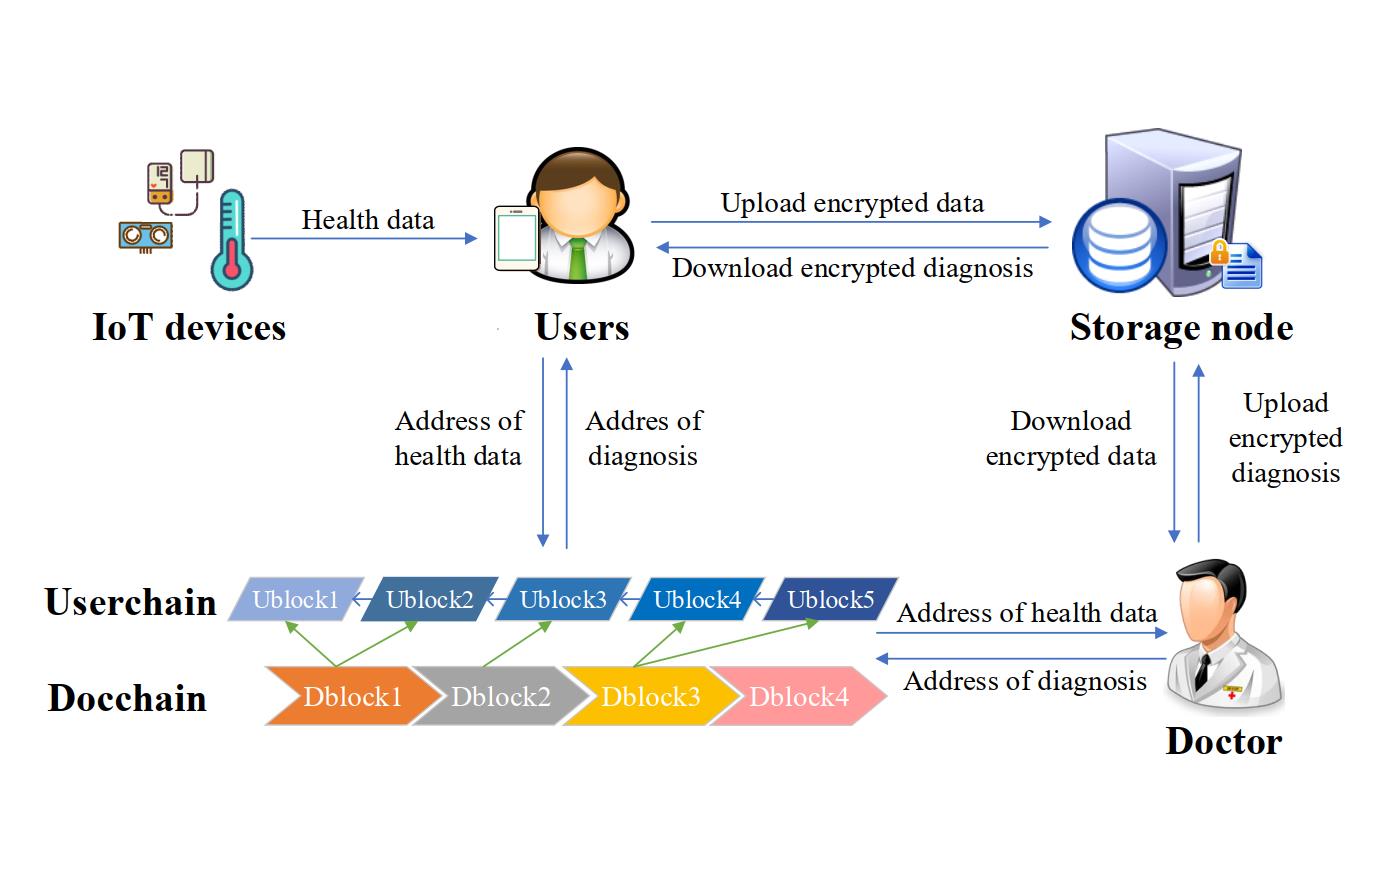 Health data
Upload encrypted data
Download encrypted diagnosis
IoT devices
Users
Storage node
Address of
health data
Addres of
diagnosis
Download
encrypted data
Upload
encrypted
diagnosis
Userchain
Ublock1
Ublock2
Ublock3
Ublock4
Ublock5
Address of health data
Docchain
Dblock1
Dblock2
Dblock3
Dblock4
Address of diagnosis
Doctor